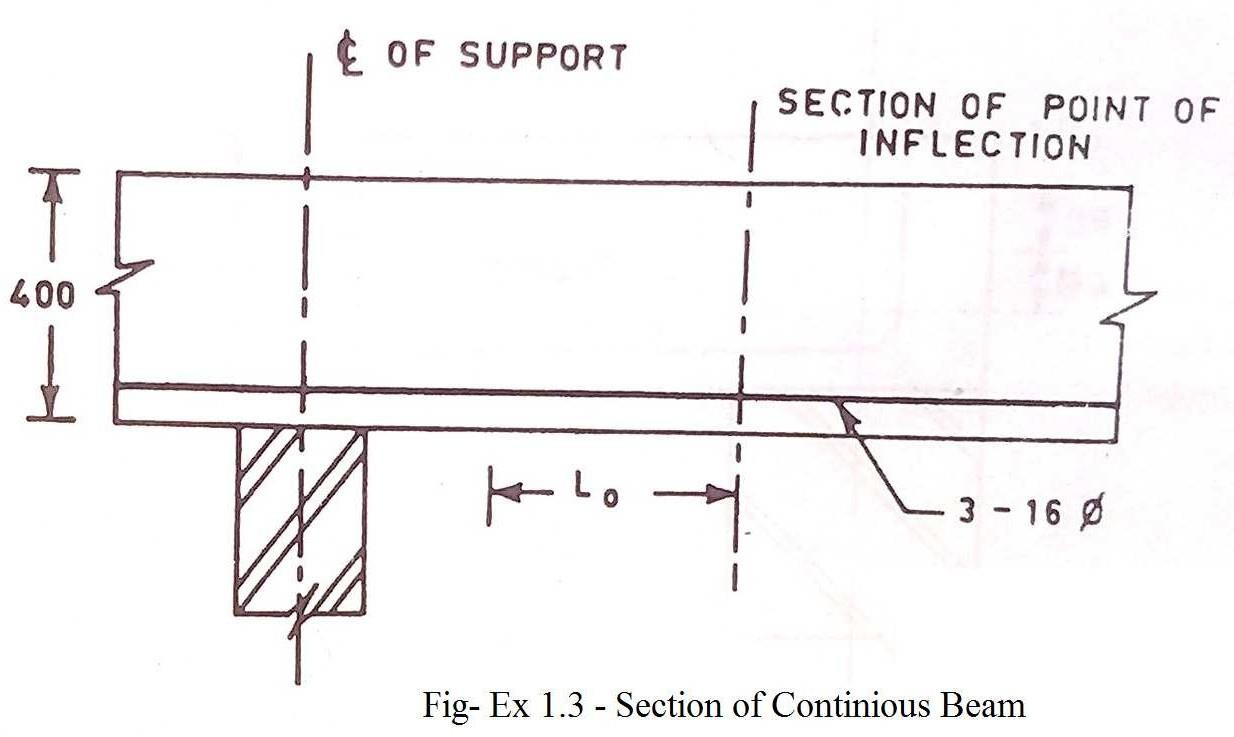 ℄ OF SUPPORT
SECTION OF POINT OF
INFLECTION
400
L₀
3 - 16 Ø
Fig- Ex 1.3 - Section of Continious Beam